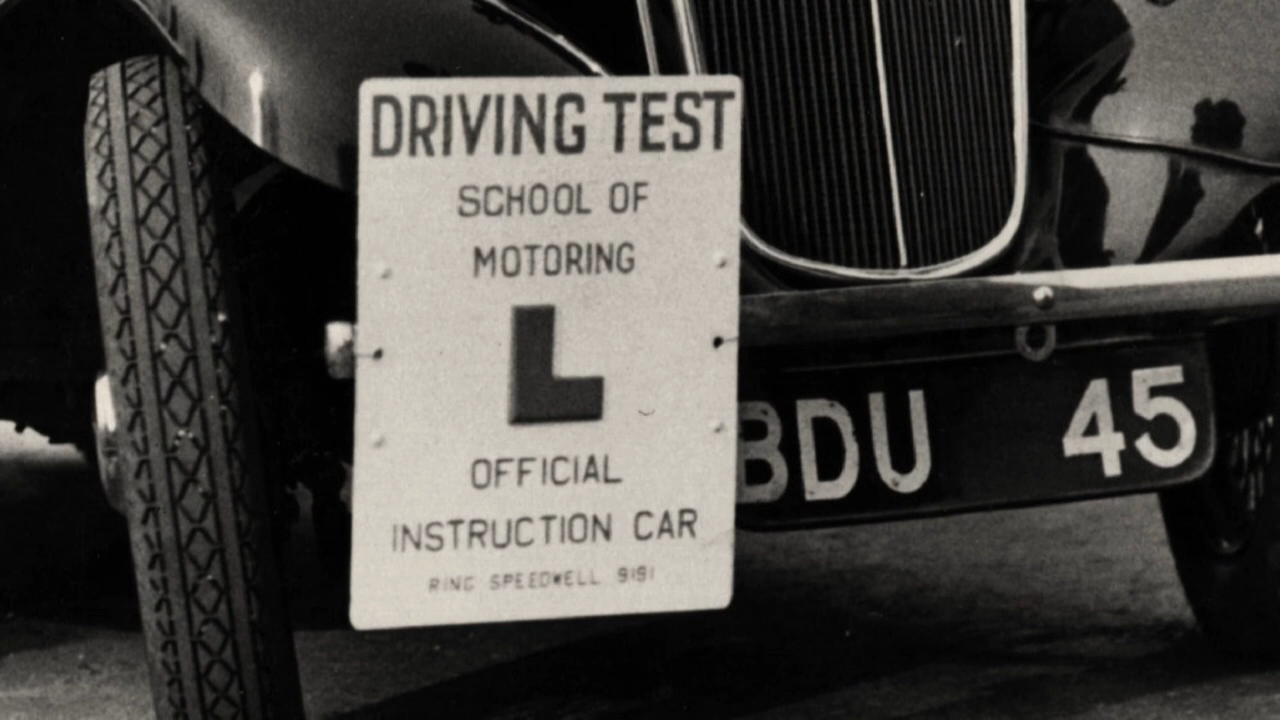 DRIVING TEST
SCHOOL OF
MOTORING
L
OFFICIAL
INSTRUCTION CAR
RING SPEEDWELL 9191
BDU 45